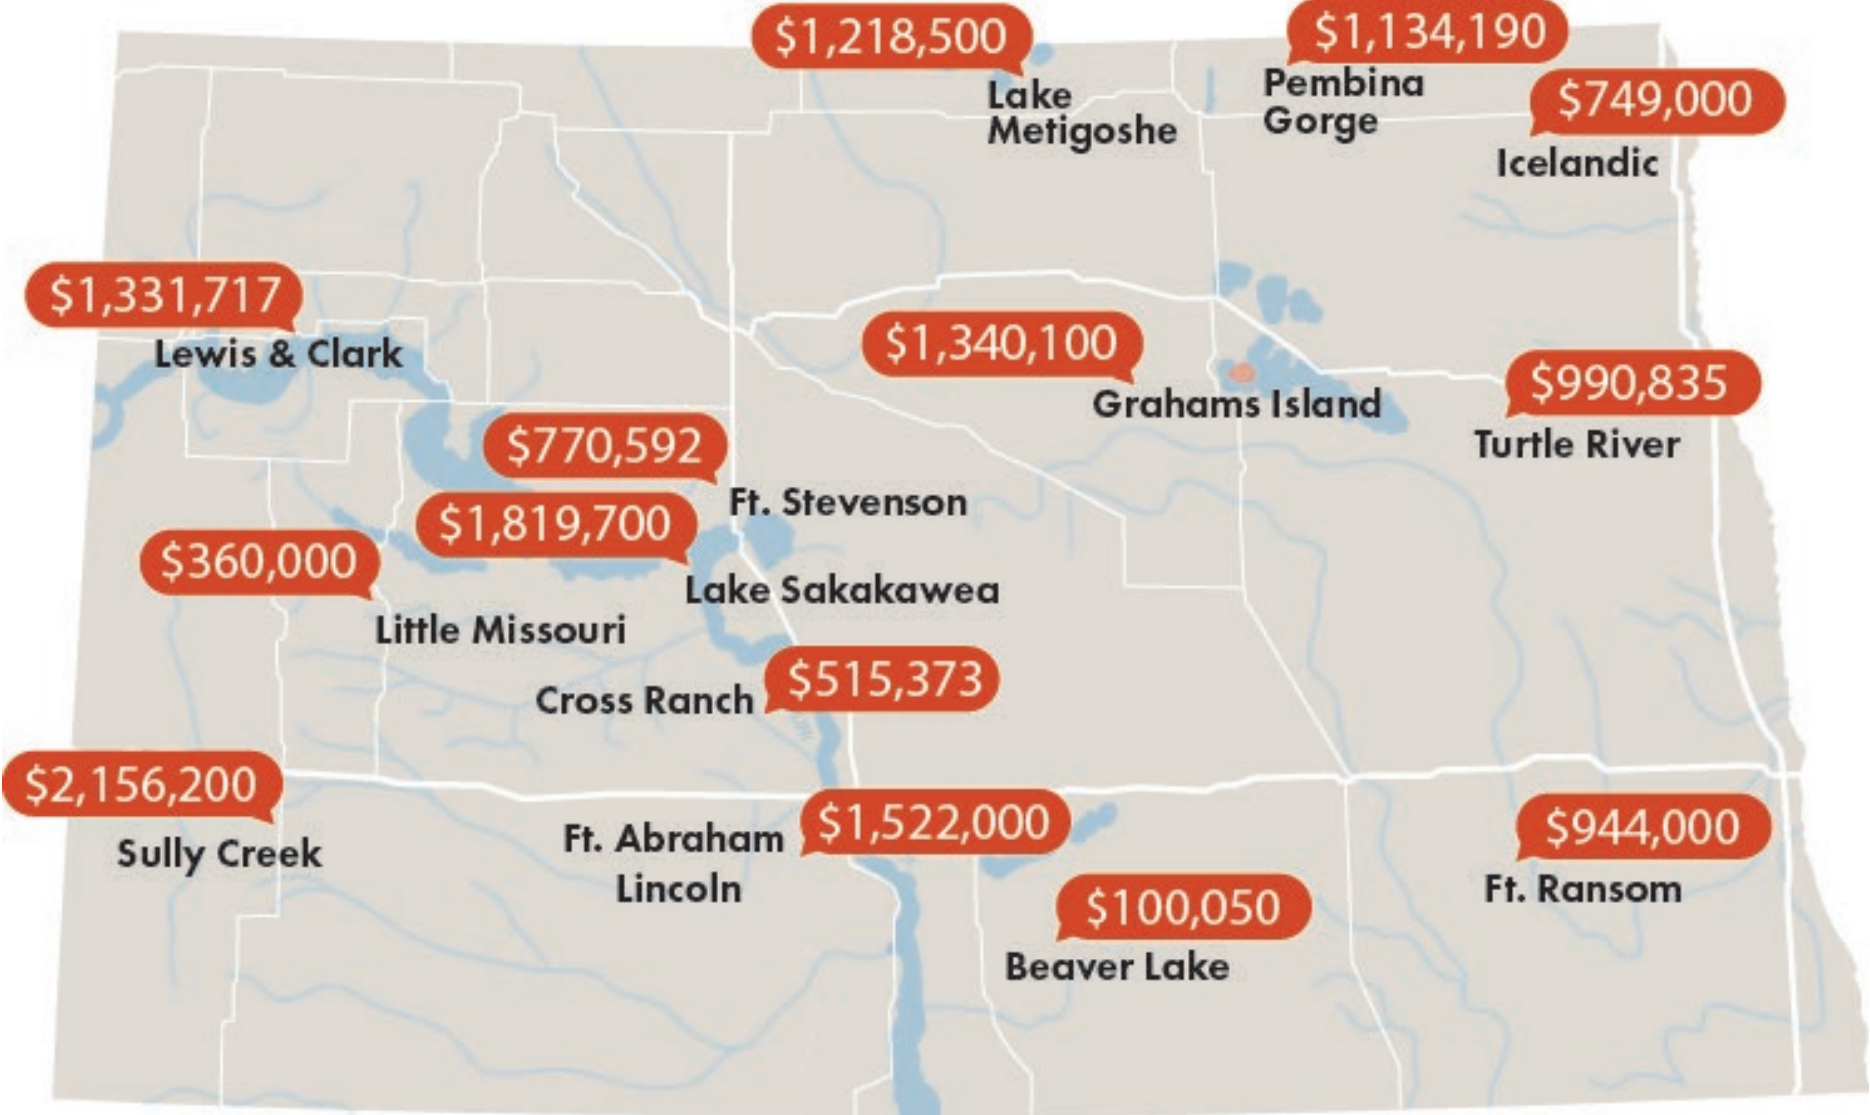 $1,218,500
Lake
Metigoshe
$1,134,190
Pembina
Gorge
$749,000
Icelandic
$1,331,717
Lewis & Clark
$1,340,100
Grahams Island
$990,835
Turtle River
$770,592
Ft. Stevenson
$1,819,700
Lake Sakakawea
$360,000
Little Missouri
$515,373
Cross Ranch
$2,156,200
Sully Creek
$1,522,000
Ft. Abraham
Lincoln
$944,000
Ft. Ransom
$100,050
Beaver Lake